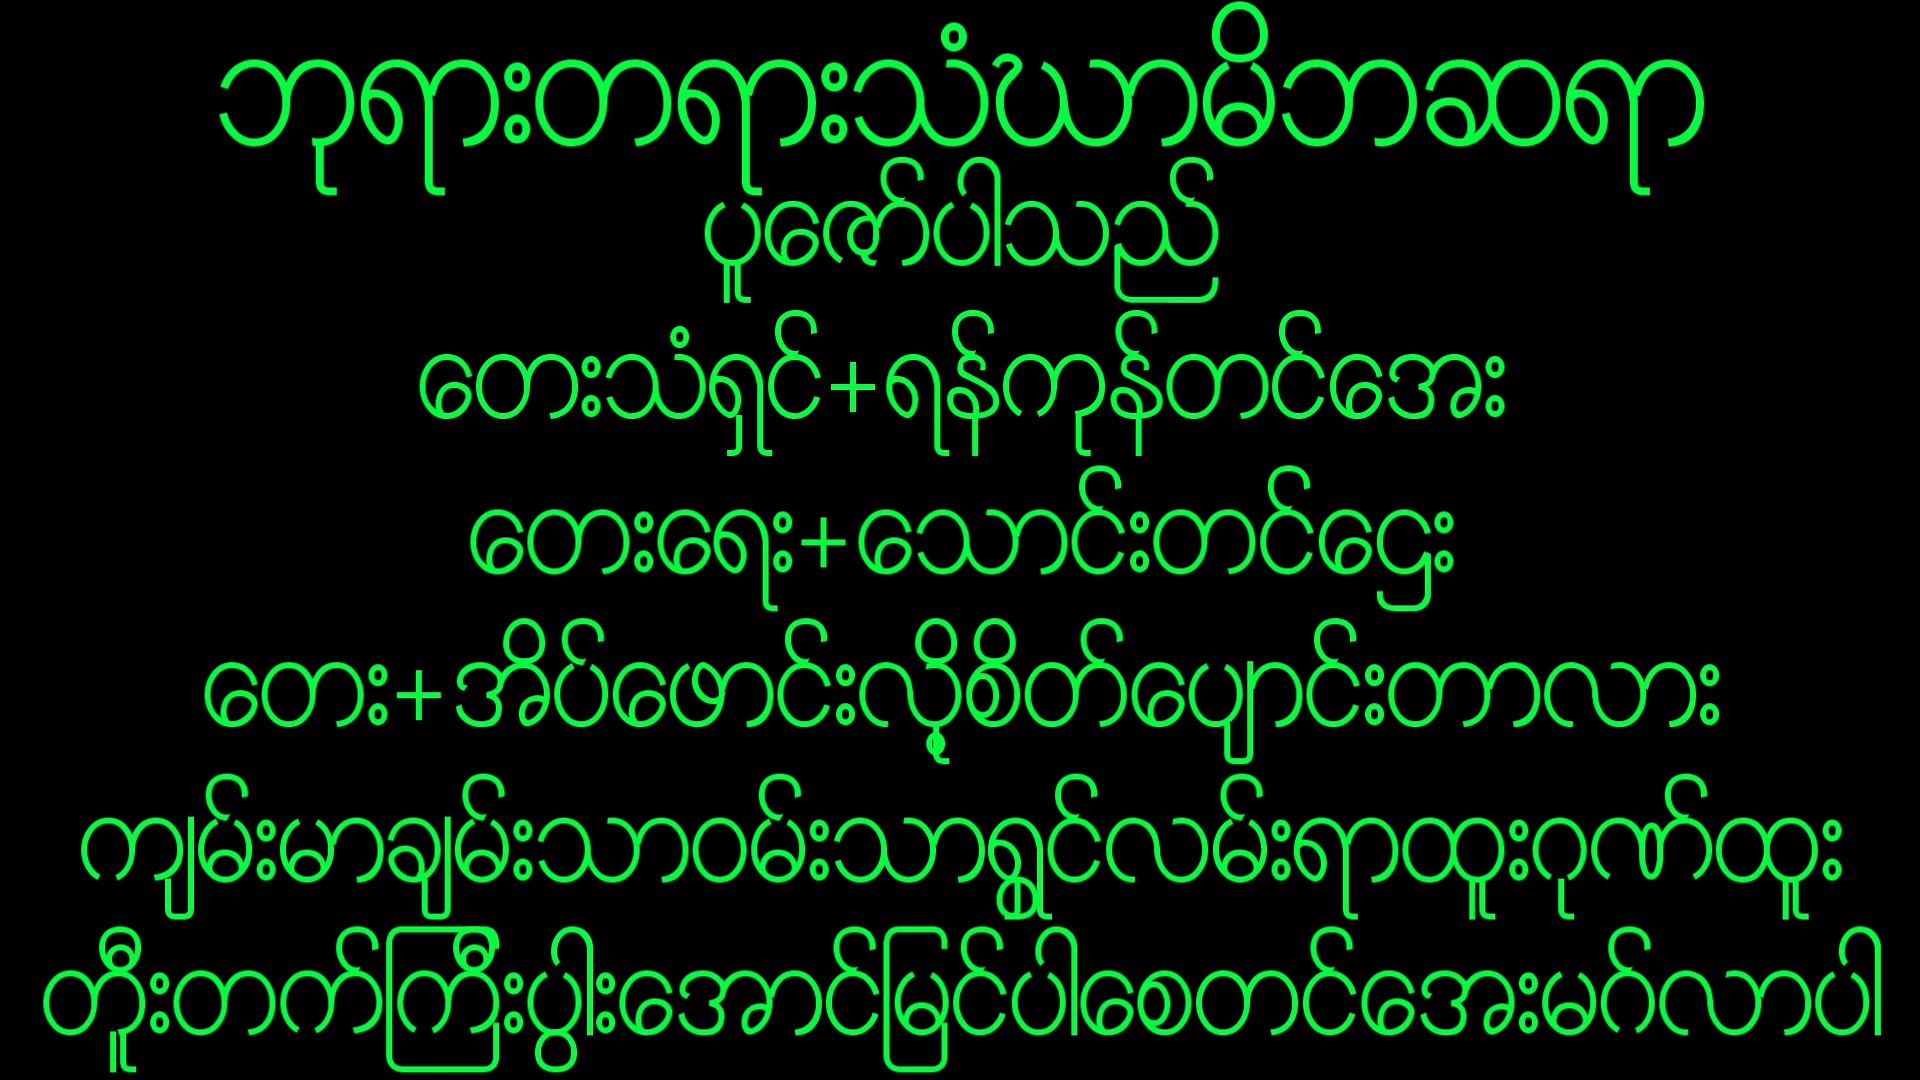 ဘုရားတရားသံဃာမိဘဆရာ
ပူဇော်ပါသည်
တေးသံရှင်+ရန်ကုန်တင်အေး
တေးရေး+သောင်းတင်ဌေး
တေး+အိပ်ဖောင်းလို့စိတ်ပျောင်းတာလား
ကျမ်းမာချမ်းသာဝမ်းသာရွှင်လမ်းရာထူးဂုဏ်ထူး
တိူးတက်ကြီးပွါးအောင်မြင်ပါစေတင်အေးမင်္ဂလာပါ